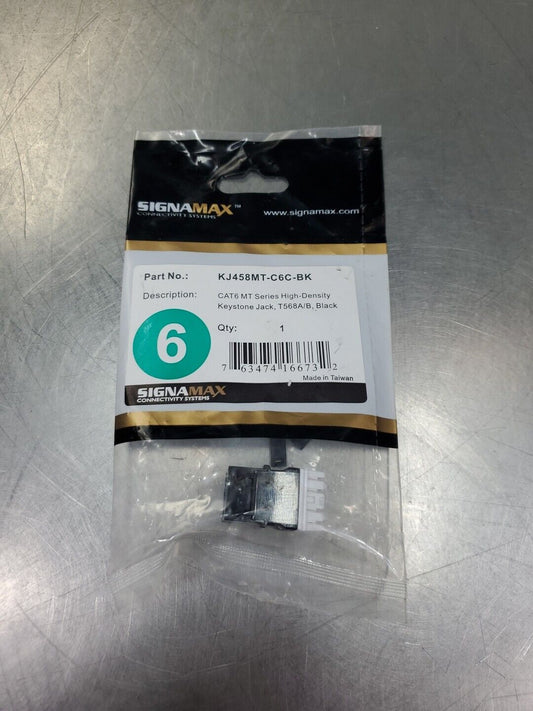 SIGNAMAX™
CONNECTIVITY SYSTEMS
www.signamax.com
Part No.: KJ458MT-C6C-BK
Description: CAT6 MT Series High-Density
Keystone Jack, T568A/B, Black
6
Qty: 1
7 63474 16673 2
Made in Taiwan
SIGNAMAX
CONNECTIVITY SYSTEMS